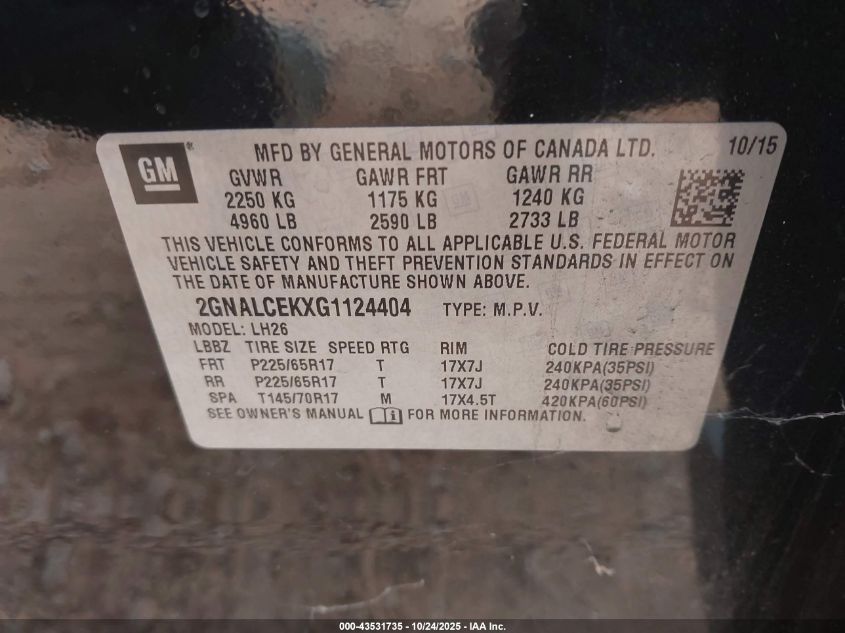 GM ® MFD BY GENERAL MOTORS OF CANADA LTD. 10/15
GVWR GAWR FRT GAWR RR
2250 KG 1175 KG 1240 KG
4960 LB 2590 LB 2733 LB
THIS VEHICLE CONFORMS TO ALL APPLICABLE U.S. FEDERAL MOTOR
VEHICLE SAFETY AND THEFT PREVENTION STANDARDS IN EFFECT ON
THE DATE OF MANUFACTURE SHOWN ABOVE.
2GNALCEKXG1124404 TYPE: M.P.V.
MODEL: LH26
LBBZ TIRE SIZE SPEED RTG RIM COLD TIRE PRESSURE
FRT P225/65R17 T 17X7J 240KPA(35PSI)
RR P225/65R17 T 17X7J 240KPA(35PSI)
SPA T145/70R17 M 17X4.5T 420KPA(60PSI)
SEE OWNER'S MANUAL FOR MORE INFORMATION.
000-43531735 - 10/24/2025 - IAA Inc.